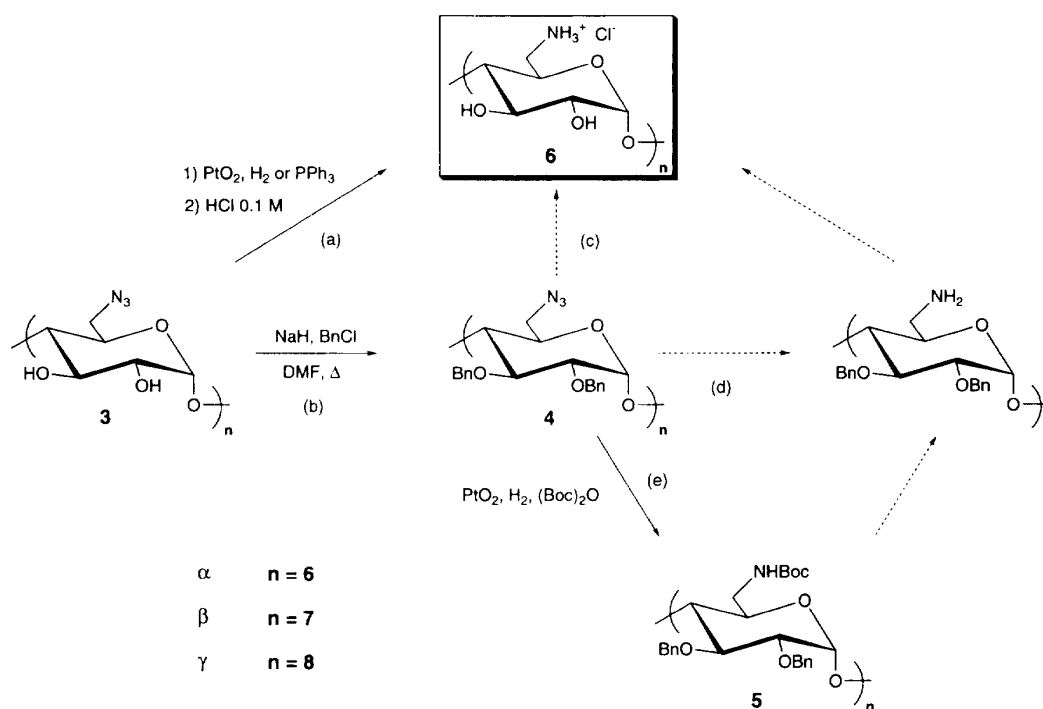 NH₃⁺ Cl⁻
O
HO
OH
O
n
6
1) PtO₂, H₂ or PPh₃
2) HCl 0.1 M
(a)
(c)
N₃
O
HO
OH
O
n
3
NaH, BnCl
DMF, Δ
(b)
N₃
O
BnO
OBn
O
n
4
(d)
NH₂
O
BnO
OBn
O
n
PtO₂, H₂, (Boc)₂O
(e)
α n = 6
β n = 7
γ n = 8
NHBoc
O
BnO
OBn
O
n
5